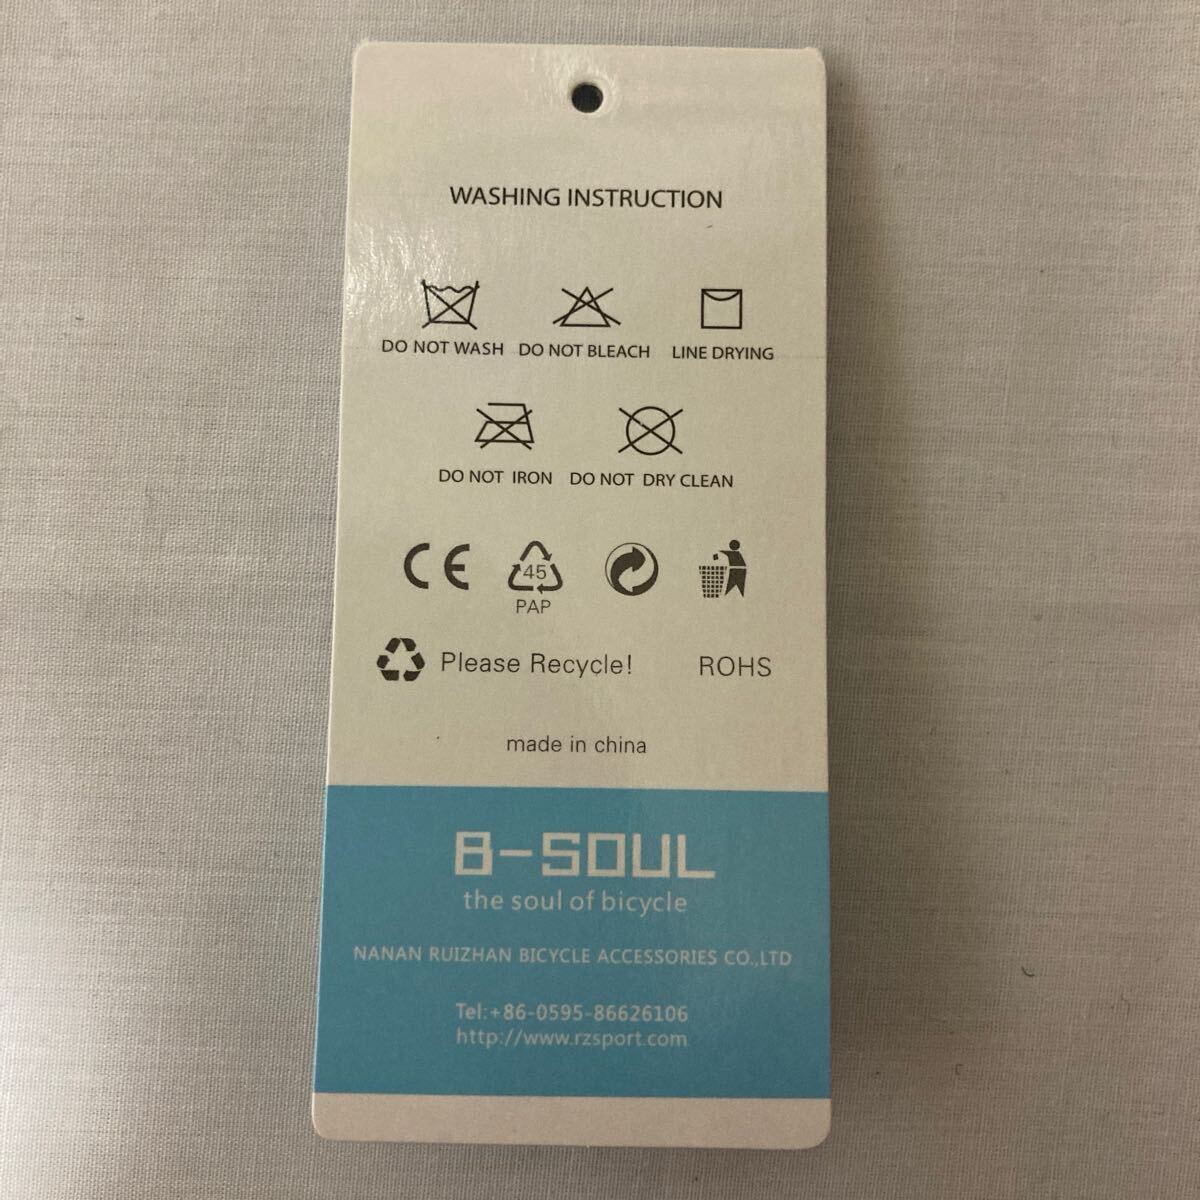 WASHING INSTRUCTION
DO NOT WASH DO NOT BLEACH LINE DRYING
DO NOT IRON DO NOT DRY CLEAN
CE 45
PAP
Please Recycle! ROHS
made in china
B-SOUL
the soul of bicycle
NANAN RUIZHAN BICYCLE ACCESSORIES CO.,LTD
Tel:+86-0595-86626106
http://www.rzsport.com